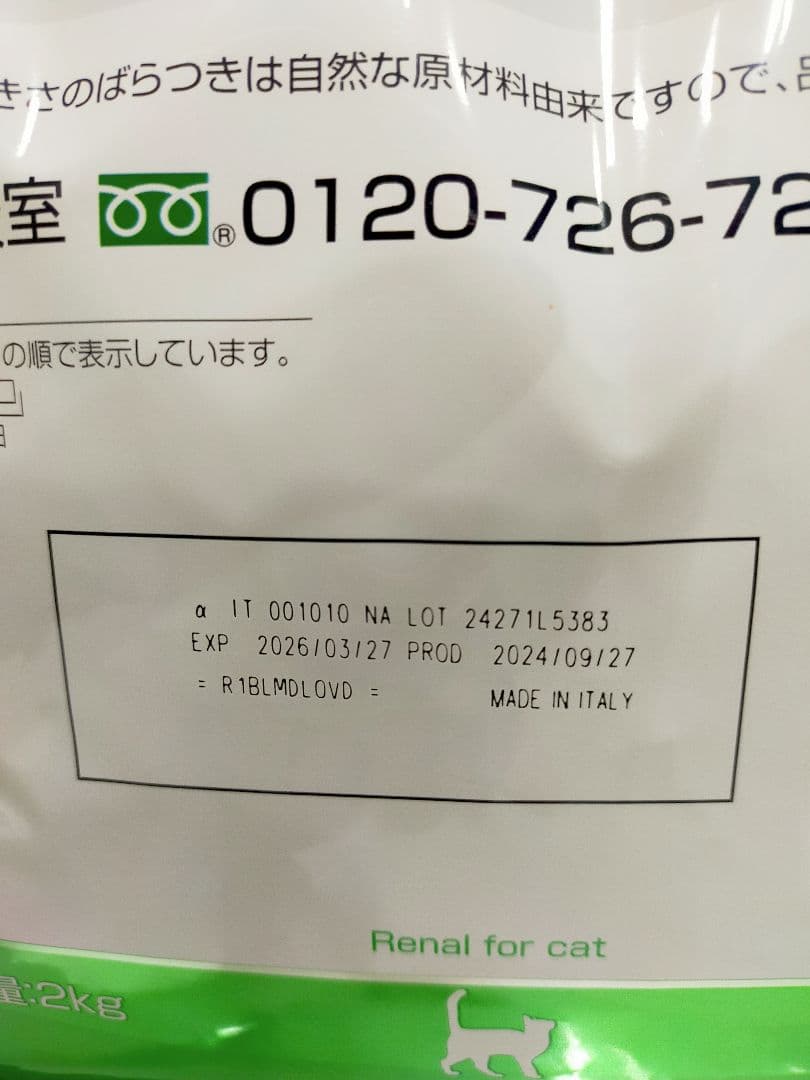 きさのばらつきは自然な原材料由来ですので、品
室 ®0120-726-72
の順で表示しています。
α IT 001010 NA LOT 24271L5383
EXP 2026/03/27 PROD 2024/09/27
= R1BLMDLOVD = MADE IN ITALY
Renal for cat
量:2kg